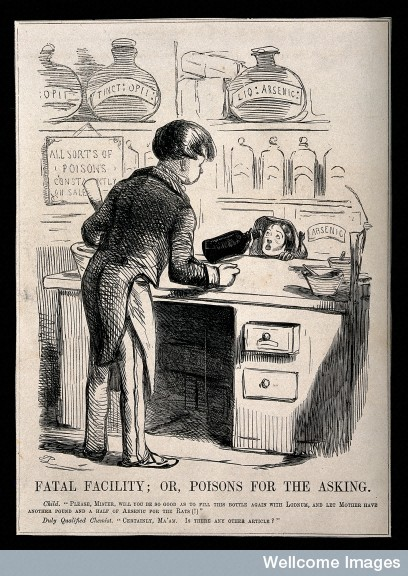 OPII
TINCT: OPII
LIQ: ARSENIC:
ALL SORTS OF
POISONS
CONSTANTLY
ON SALE
ARSENIC
FATAL FACILITY; OR, POISONS FOR THE ASKING.
Child. "PLEASE, MISTER, WILL YOU BE SO GOOD AS TO FILL THIS BOTTLE AGAIN WITH LODNUM, AND LET MOTHER HAVE
ANOTHER POUND AND A HALF OF ARSENIC FOR THE RATS (!)"
Duly Qualified Chemist. "CERTAINLY, MA'AM. IS THERE ANY OTHER ARTICLE?"
Wellcome Images